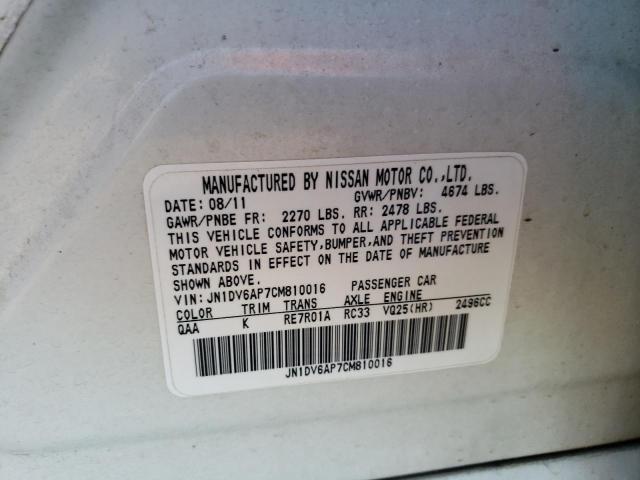 MANUFACTURED BY NISSAN MOTOR CO.,LTD.
DATE: 08/11 GVWR/PNBV: 4674 LBS.
GAWR/PNBE FR: 2270 LBS. RR: 2478 LBS.
THIS VEHICLE CONFORMS TO ALL APPLICABLE FEDERAL
MOTOR VEHICLE SAFETY,BUMPER,AND THEFT PREVENTION
STANDARDS IN EFFECT ON THE DATE OF MANUFACTURE
SHOWN ABOVE.
VIN: JN1DV6AP7CM810016 PASSENGER CAR
COLOR TRIM TRANS AXLE ENGINE
QAA K RE7R01A RC33 VQ25(HR) 2496CC
JN1DV6AP7CM810016